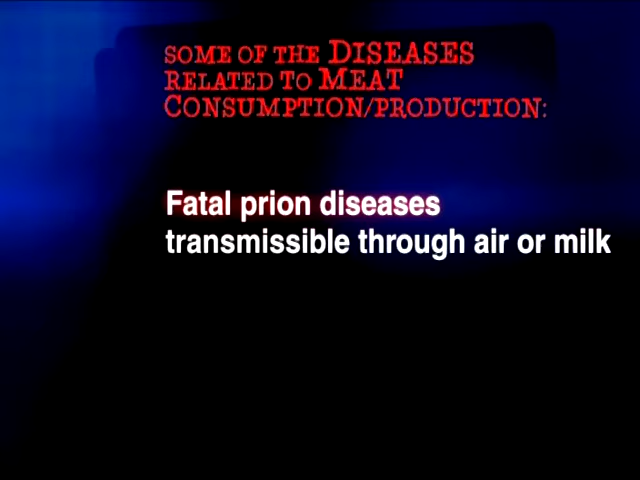 SOME OF THE DISEASES
RELATED TO MEAT
CONSUMPTION/PRODUCTION:
Fatal prion diseases
transmissible through air or milk